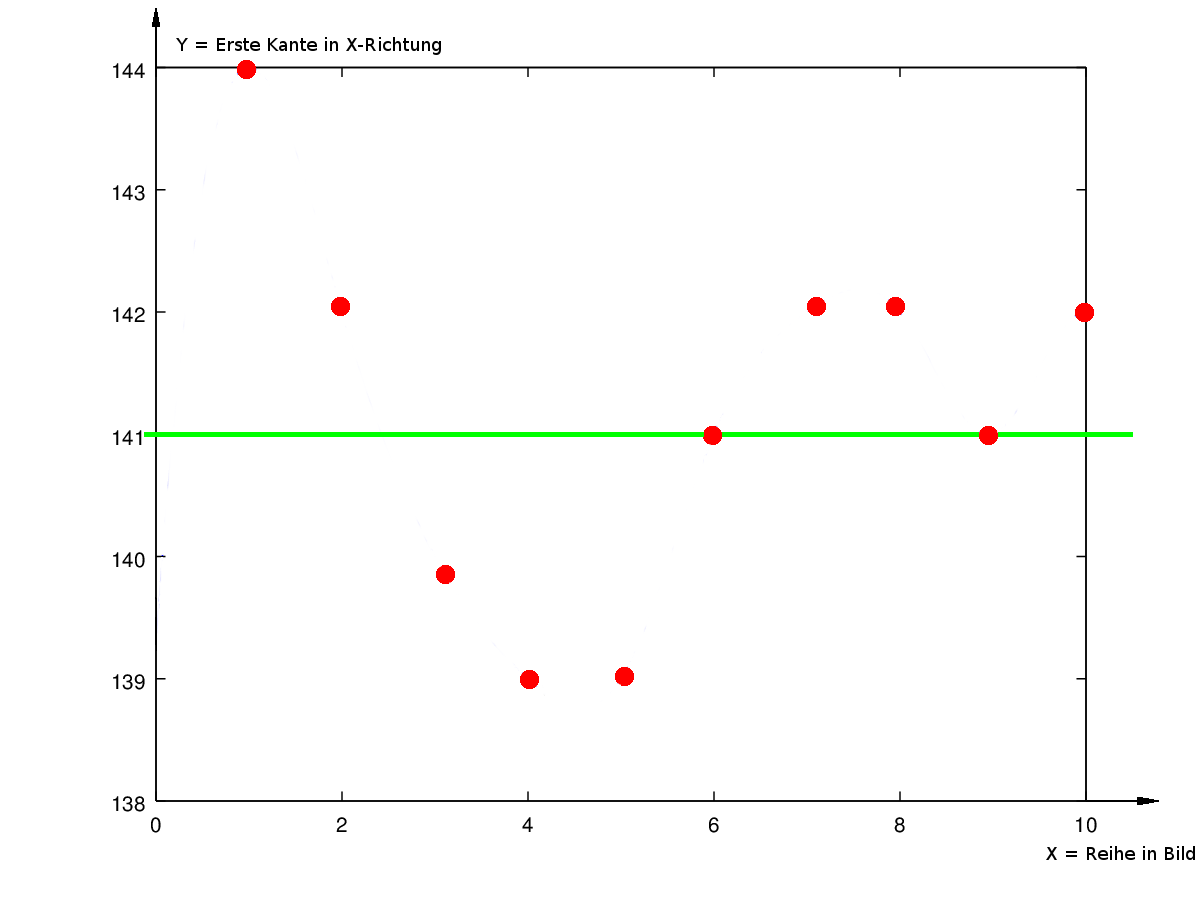 Y = Erste Kante in X-Richtung
144
143
142
141
140
139
138
0 2 4 6 8 10
X = Reihe in Bild